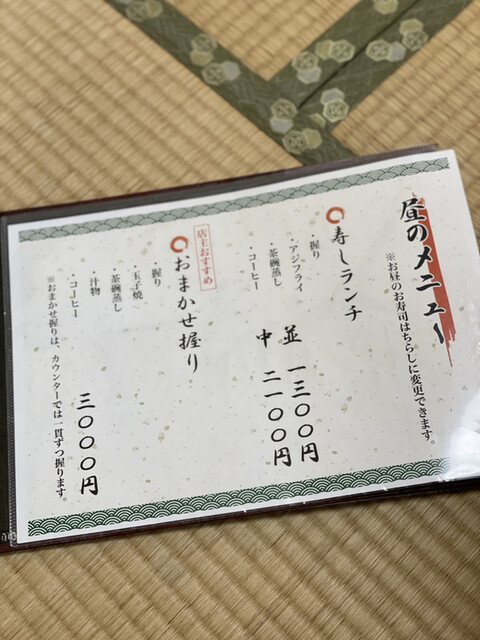 昼のメニュー
※お昼のお寿司はちらしに変更できます。
寿しランチ
・握り
・アジフライ
・茶碗蒸し
・コーヒー
並 一三〇〇円
中 二一〇〇円
店主おすすめ
おまかせ握り
・握り
・玉子焼
・茶碗蒸し
・汁物
・コーヒー
三〇〇〇円
※おまかせ握りは、カウンターでは一貫ずつ握ります。